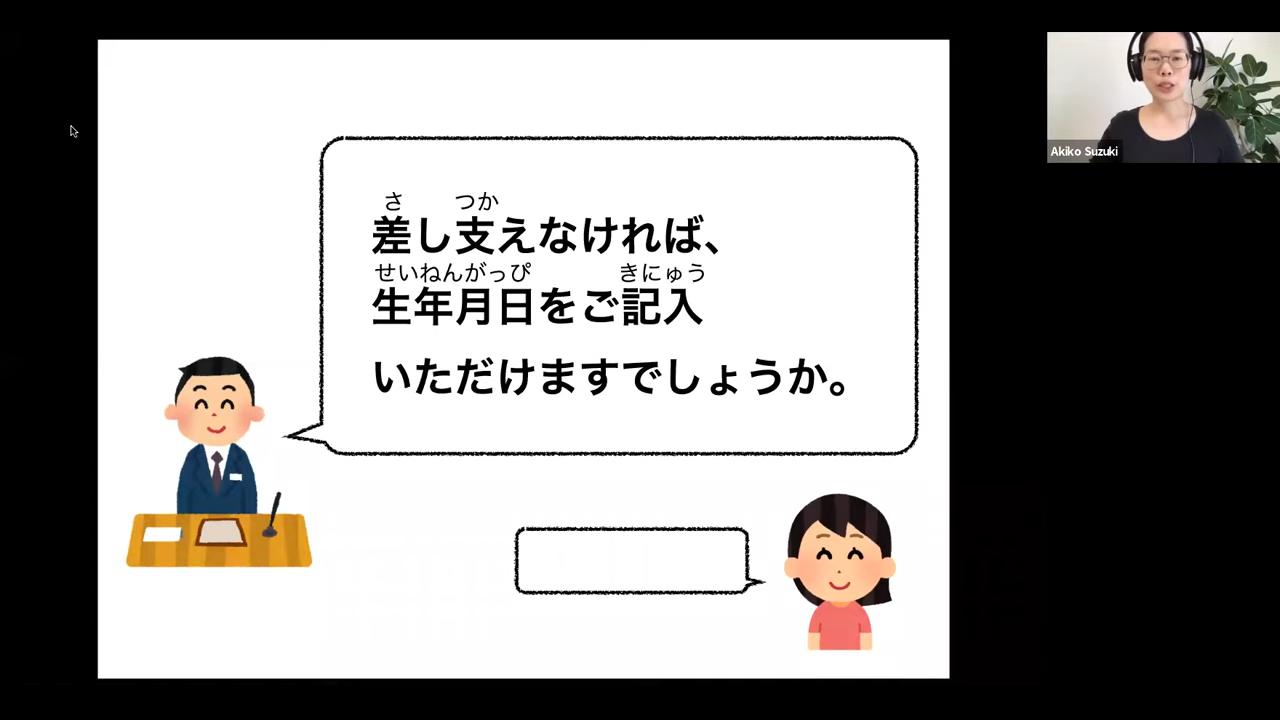 さ つか
差し支えなければ、
せいねんがっぴ きにゅう
生年月日をご記入
いただけますでしょうか。
Akiko Suzuki